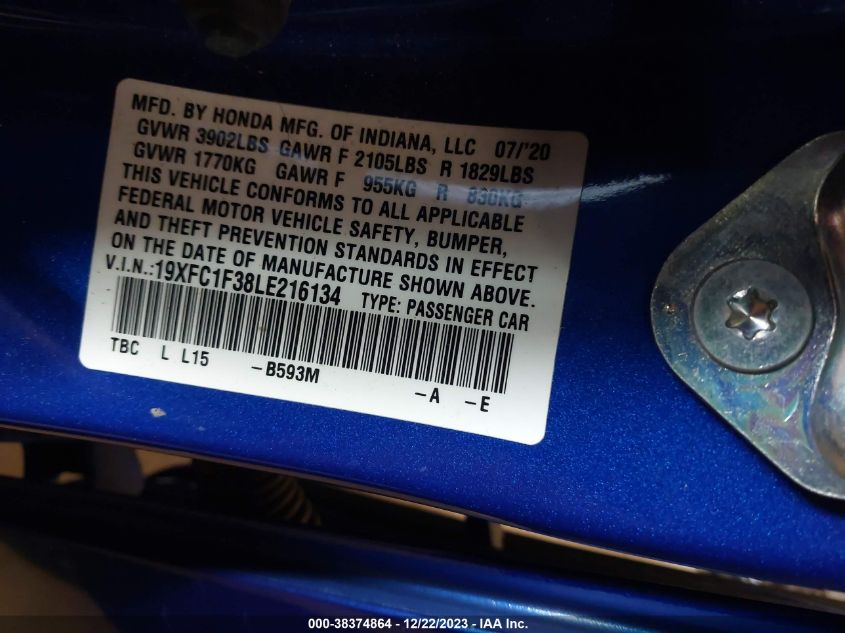 MFD. BY HONDA MFG. OF INDIANA, LLC 07/'20
GVWR 3902LBS GAWR F 2105LBS R 1829LBS
GVWR 1770KG GAWR F 955KG R 830KG
THIS VEHICLE CONFORMS TO ALL APPLICABLE
FEDERAL MOTOR VEHICLE SAFETY, BUMPER,
AND THEFT PREVENTION STANDARDS IN EFFECT
ON THE DATE OF MANUFACTURE SHOWN ABOVE.
V.I.N.:19XFC1F38LE216134 TYPE: PASSENGER CAR
TBC L L15 -B593M -A -E
000-38374864 - 12/22/2023 - IAA Inc.